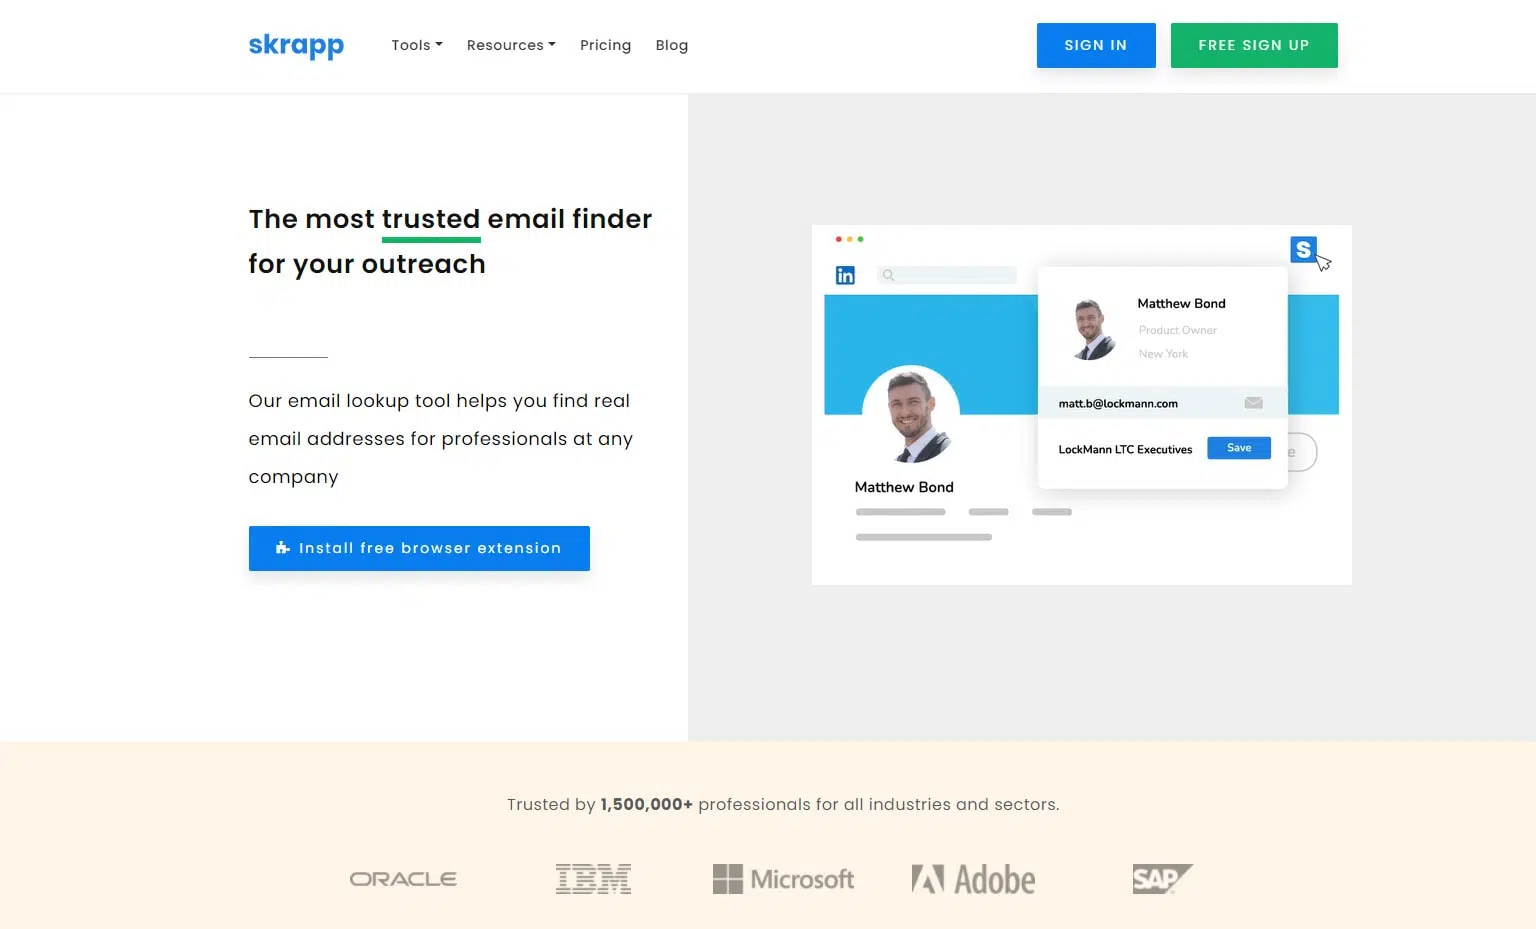 skrapp
Tools
Resources
Pricing
Blog
SIGN IN
FREE SIGN UP
The most trusted email finder
for your outreach
Our email lookup tool helps you find real
email addresses for professionals at any
company
Install free browser extension
S
in
Matthew Bond
Product Owner
New York
matt.b@lockmann.com
LockMann LTC Executives
Save
e
Matthew Bond
Trusted by 1,500,000+ professionals for all industries and sectors.
ORACLE
IBM
Microsoft
Adobe
SAP